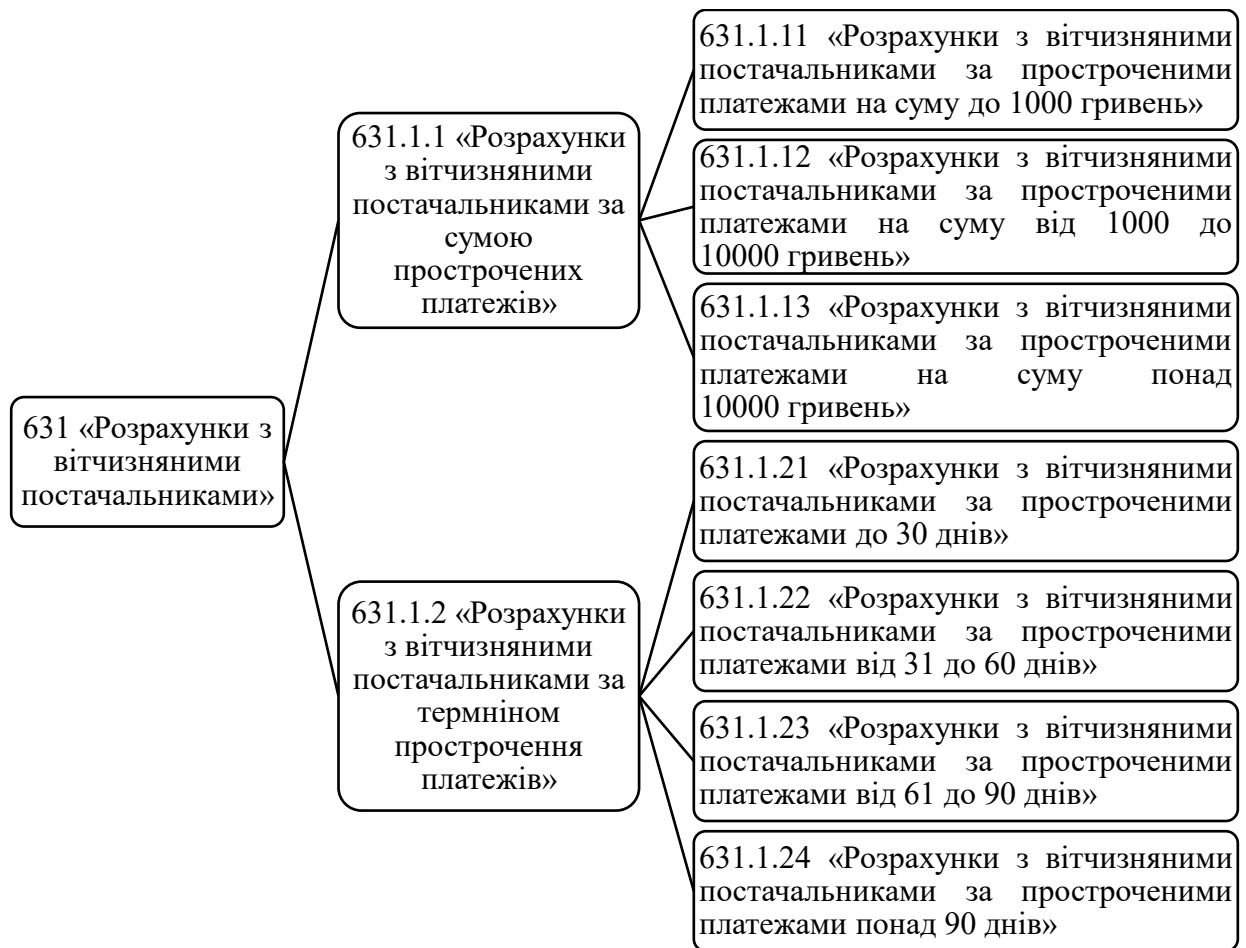 631 «Розрахунки з
вітчизняними
постачальниками»
631.1.1 «Розрахунки
з вітчизняними
постачальниками за
сумою
прострочених
платежів»
631.1.11 «Розрахунки з вітчизняними
постачальниками за простроченими
платежами на суму до 1000 гривень»
631.1.12 «Розрахунки з вітчизняними
постачальниками за простроченими
платежами на суму від 1000 до
10000 гривень»
631.1.13 «Розрахунки з вітчизняними
постачальниками за простроченими
платежами на суму понад
10000 гривень»
631.1.2 «Розрахунки
з вітчизняними
постачальниками за
термніном
прострочення
платежів»
631.1.21 «Розрахунки з вітчизняними
постачальниками за простроченими
платежами до 30 днів»
631.1.22 «Розрахунки з вітчизняними
постачальниками за простроченими
платежами від 31 до 60 днів»
631.1.23 «Розрахунки з вітчизняними
постачальниками за простроченими
платежами від 61 до 90 днів»
631.1.24 «Розрахунки з вітчизняними
постачальниками за простроченими
платежами понад 90 днів»